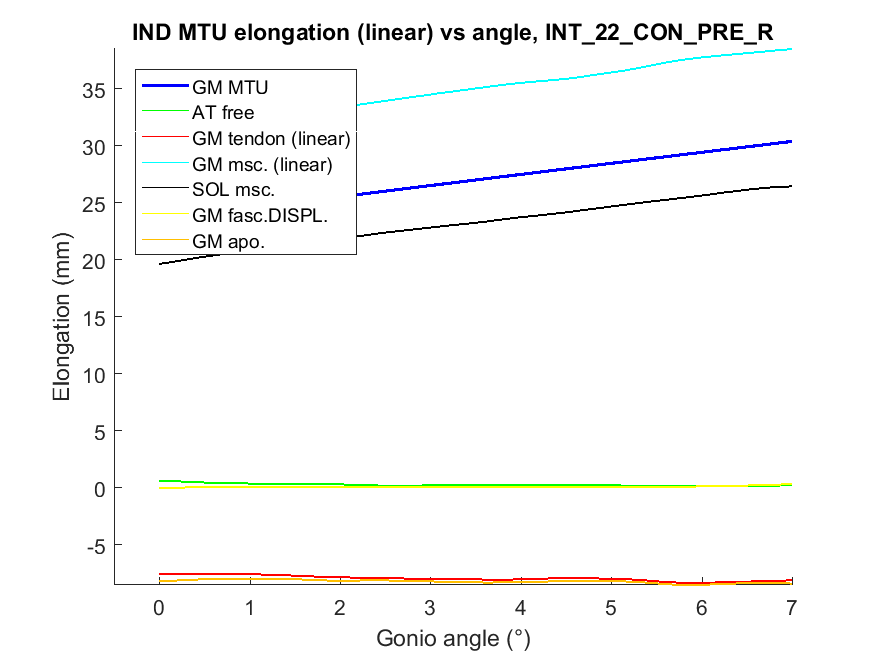 IND MTU elongation (linear) vs angle, INT_22_CON_PRE_R
GM MTU
AT free
GM tendon (linear)
GM msc. (linear)
SOL msc.
GM fasc.DISPL.
GM apo.
35
30
25
20
15
10
5
0
-5
Elongation (mm)
0 1 2 3 4 5 6 7
Gonio angle (°)